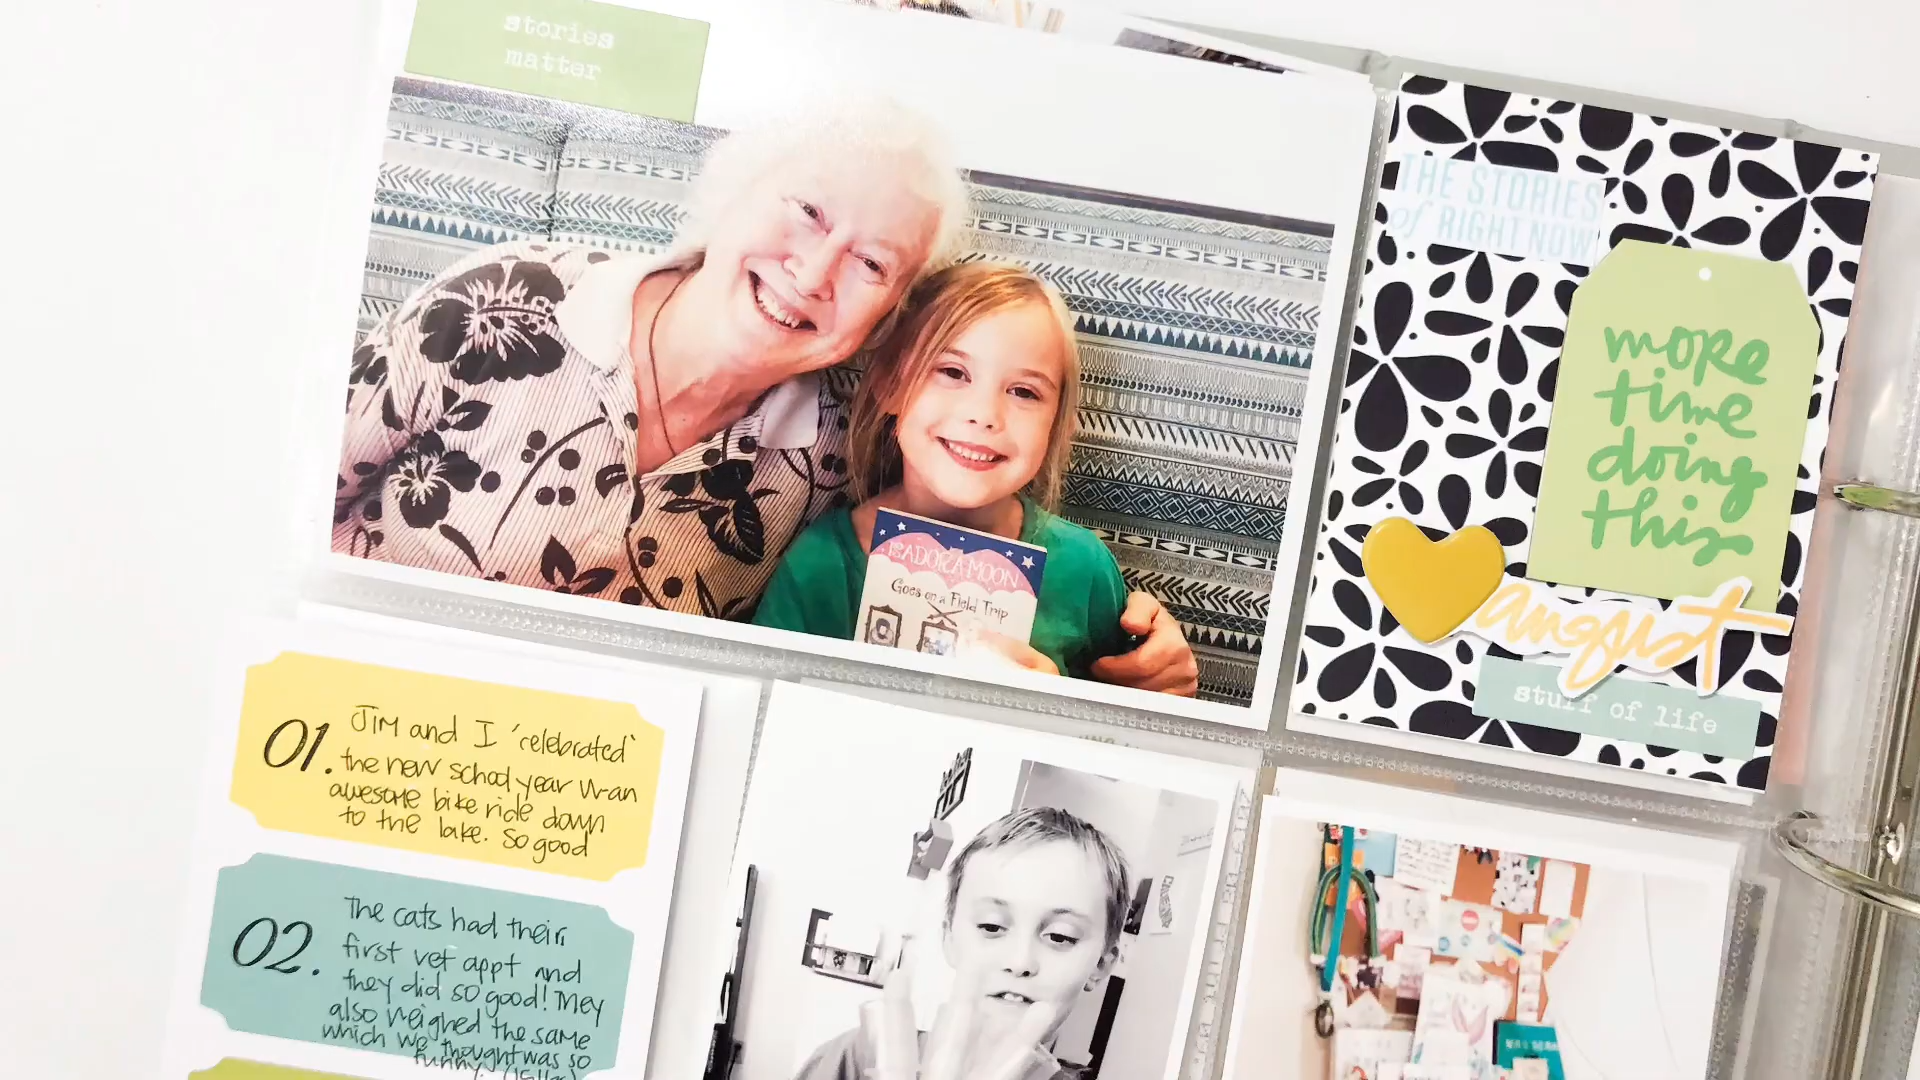 stories
matter
THE STORIES
of RIGHT NOW
more
time
doing
this
august
stuff of life
ISADORA MOON
Goes on a Field Trip
01.
Jim and I 'celebrated'
the new school year w-an
awesome bike ride down
to the lake. So good
02.
The cats had their
first vet appt and
they did so good! They
also weighed the same
which we thought was so
funny.